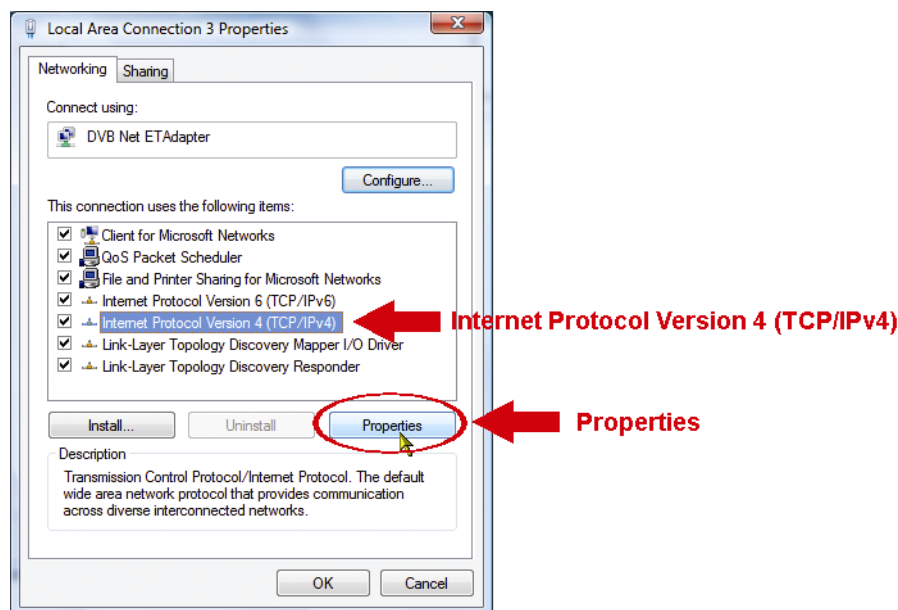 Local Area Connection 3 Properties
Networking
Sharing
Connect using:
DVB Net ETAdapter
Configure...
This connection uses the following items:
Client for Microsoft Networks
QoS Packet Scheduler
File and Printer Sharing for Microsoft Networks
Internet Protocol Version 6 (TCP/IPv6)
Internet Protocol Version 4 (TCP/IPv4)
Internet Protocol Version 4 (TCP/IPv4)
Link-Layer Topology Discovery Mapper I/O Driver
Link-Layer Topology Discovery Responder
Install...
Uninstall
Properties
Properties
Description
Transmission Control Protocol/Internet Protocol. The default
wide area network protocol that provides communication
across diverse interconnected networks.
OK
Cancel